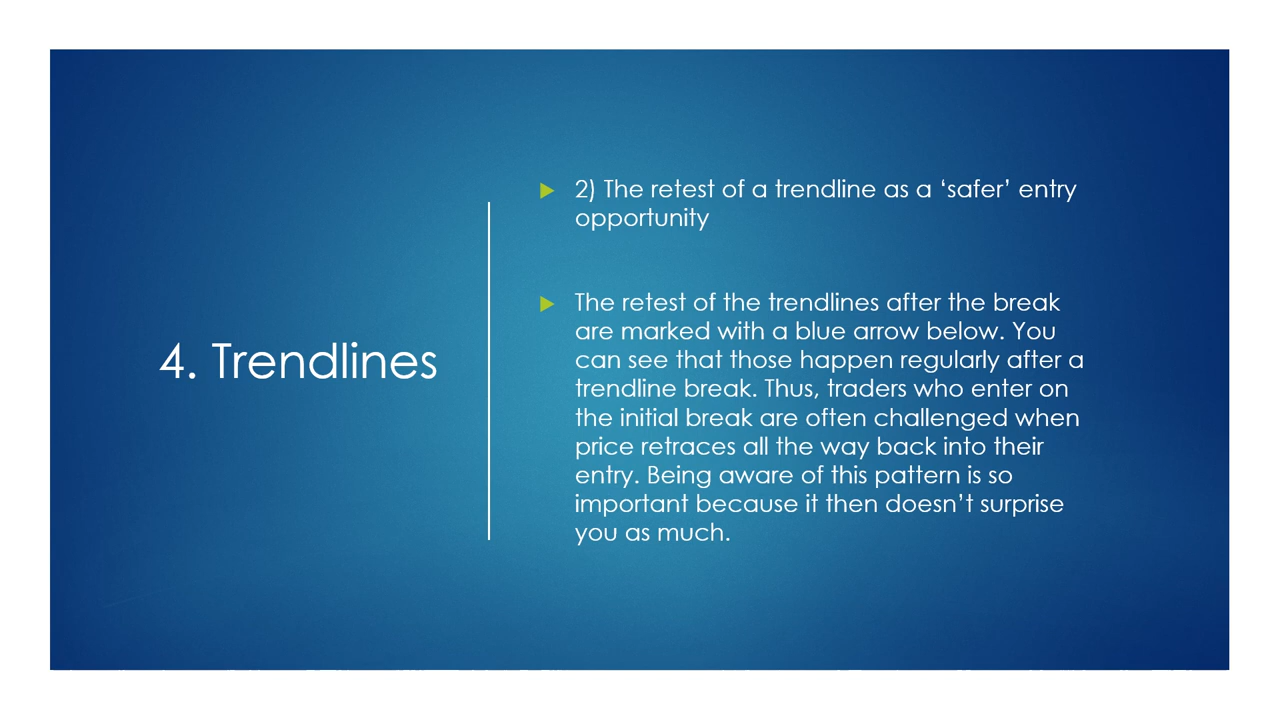 4. Trendlines
2) The retest of a trendline as a ‘safer’ entry
opportunity
The retest of the trendlines after the break
are marked with a blue arrow below. You
can see that those happen regularly after a
trendline break. Thus, traders who enter on
the initial break are often challenged when
price retraces all the way back into their
entry. Being aware of this pattern is so
important because it then doesn’t surprise
you as much.